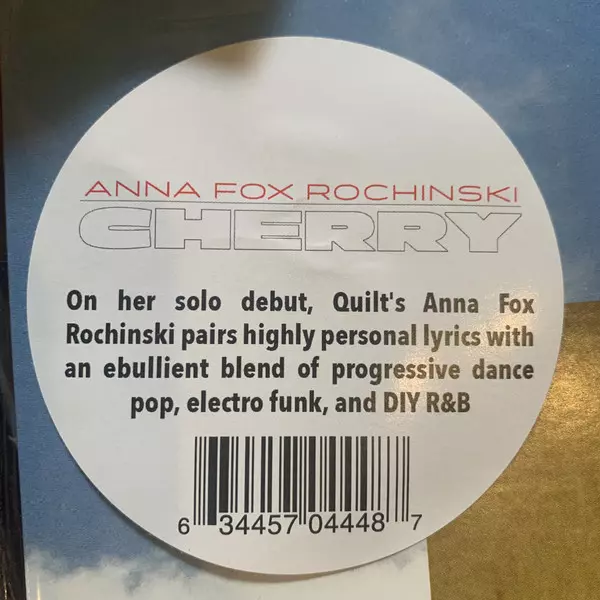 ANNA FOX ROCHINSKI
CHERRY
On her solo debut, Quilt's Anna Fox
Rochinski pairs highly personal lyrics with
an ebullient blend of progressive dance
pop, electro funk, and DIY R&B
6 34457 04448 7